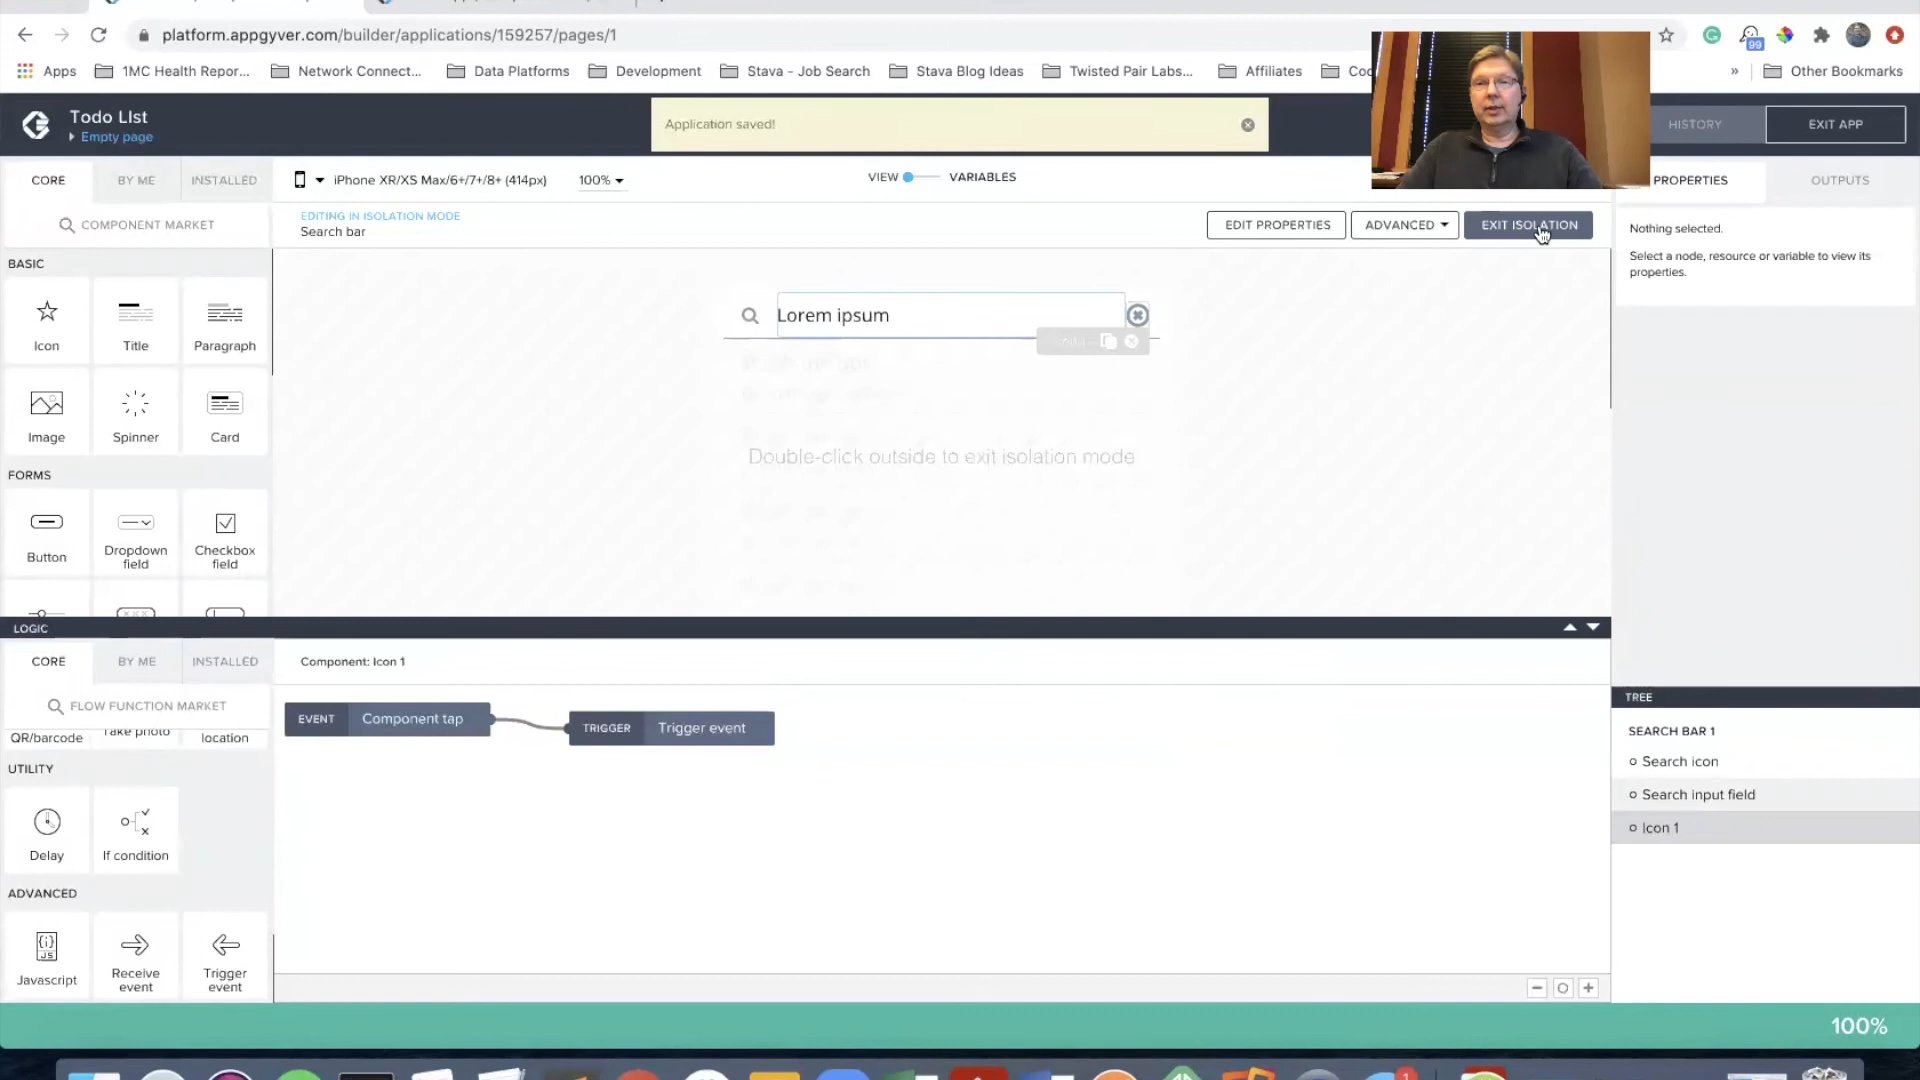 platform.appgyver.com/builder/applications/159257/pages/1
99
Apps
1MC Health Repor...
Network Connect...
Data Platforms
Development
Stava - Job Search
Stava Blog Ideas
Twisted Pair Labs...
Affiliates
»
Other Bookmarks
Todo LIst
Empty page
Application saved!
HISTORY
EXIT APP
CORE
BY ME
INSTALLED
iPhone XR/XS Max/6+/7+/8+ (414px)
100%
VIEW
VARIABLES
PROPERTIES
OUTPUTS
COMPONENT MARKET
EDITING IN ISOLATION MODE
Search bar
EDIT PROPERTIES
ADVANCED
EXIT ISOLATION
Nothing selected.
Select a node, resource or variable to view its
properties.
BASIC
Icon
Title
Paragraph
Image
Spinner
Card
Lorem ipsum
Double-click outside to exit isolation mode
FORMS
Button
Dropdown
field
Checkbox
field
LOGIC
CORE
BY ME
INSTALLED
Component: Icon 1
FLOW FUNCTION MARKET
EVENT
Component tap
TRIGGER
Trigger event
QR/barcode
Take photo
location
UTILITY
Delay
If condition
ADVANCED
{i}
JS
Javascript
Receive
event
Trigger
event
TREE
SEARCH BAR 1
Search icon
Search input field
Icon 1
100%
1